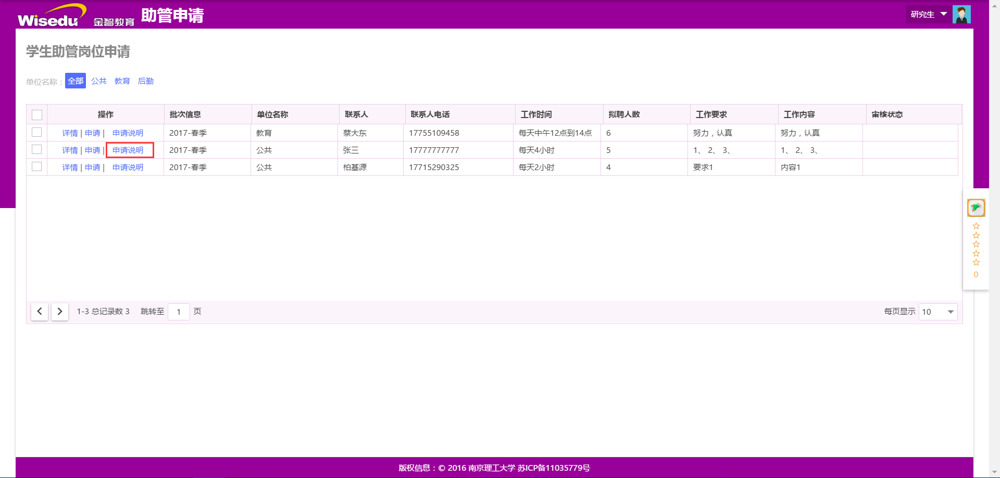 Wisedu 金智教育 助管申请
研究生
学生助管岗位申请
单位名称： 全部 公共 教育 后勤
操作 批次信息 单位名称 联系人 联系人电话 工作时间 拟聘人数 工作要求 工作内容 审核状态
详情 | 申请 | 申请说明 2017-春季 教育 蔡大东 17755109458 每天中午12点到14点 6 努力，认真 努力，认真
详情 | 申请 | 申请说明 2017-春季 公共 张三 17777777777 每天4小时 5 1、 2、 3、 1、 2、 3、
详情 | 申请 | 申请说明 2017-春季 公共 柏基源 17715290325 每天2小时 4 要求1 内容1
0
1-3 总记录数 3 跳转至 1 页 每页显示 10
版权信息：© 2016 南京理工大学 苏ICP备11035779号